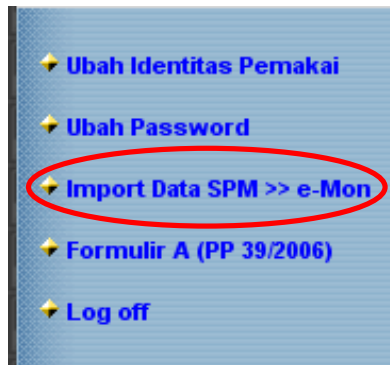 Ubah Identitas Pemakai
Ubah Password
Import Data SPM >> e-Mon
Formulir A (PP 39/2006)
Log off